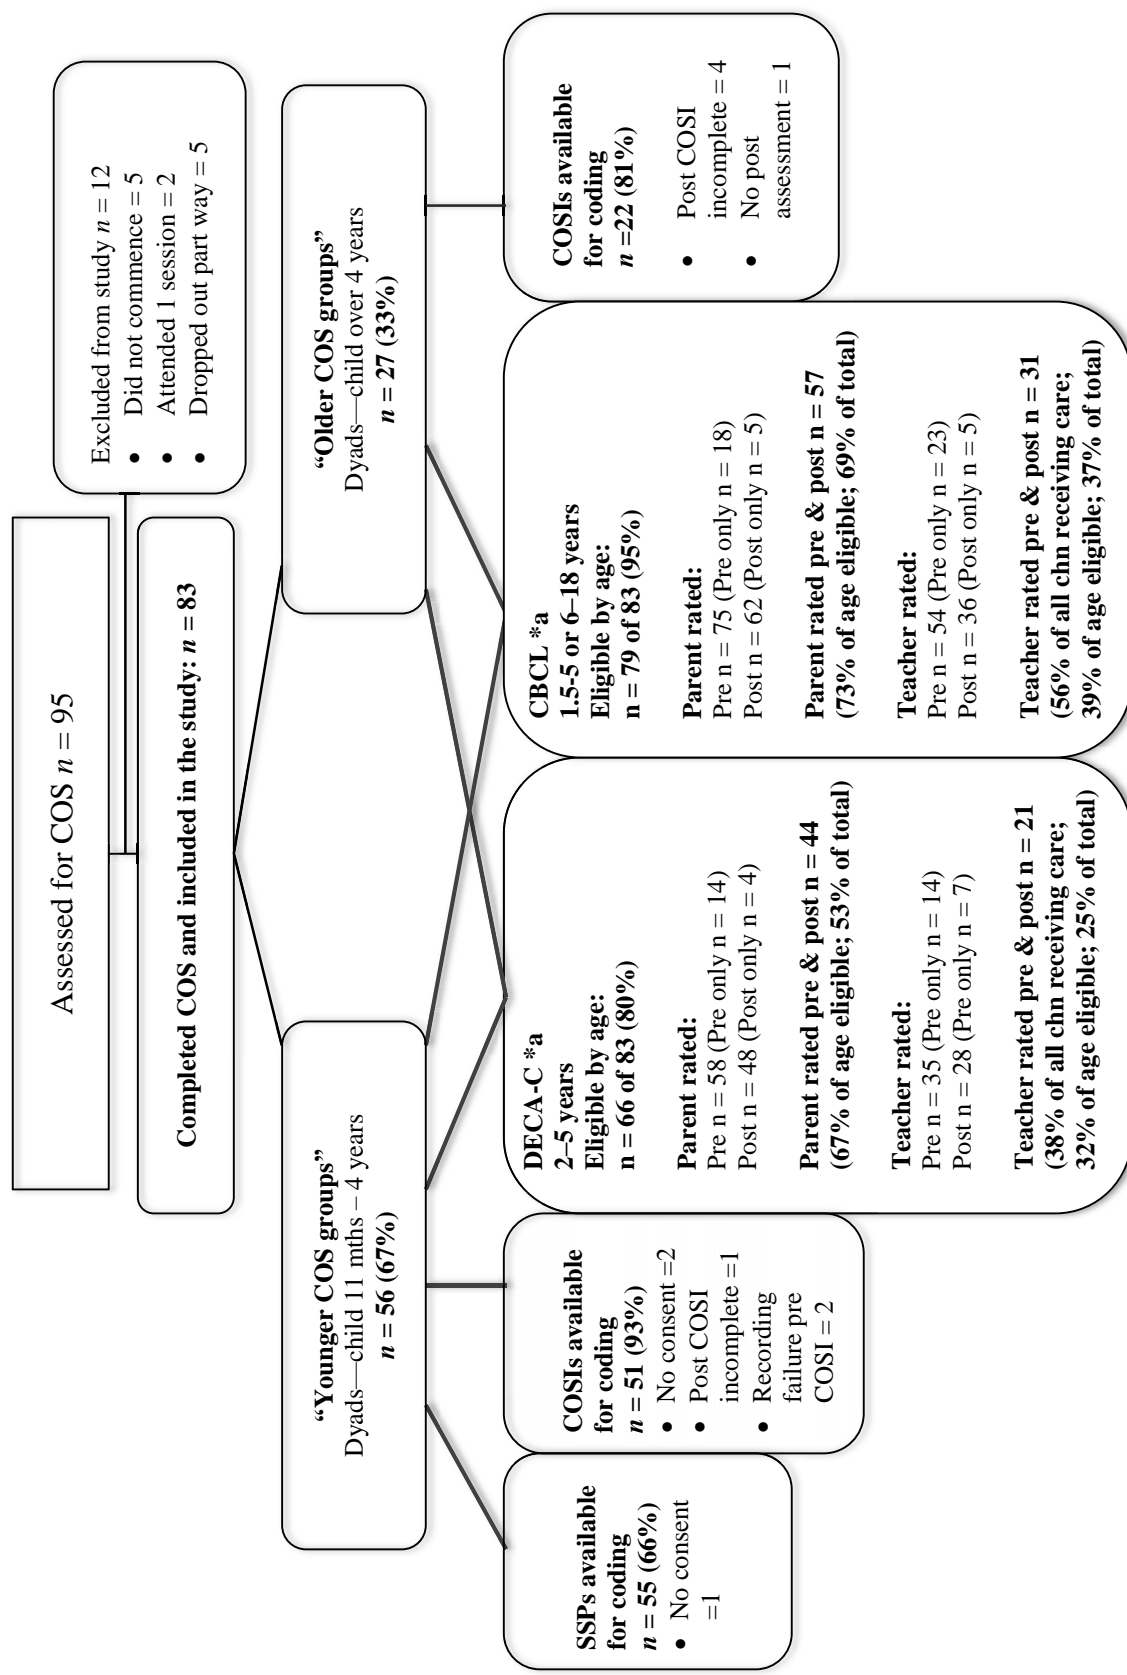 Assessed for COS n = 95
Excluded from study n = 12
• Did not commence = 5
• Attended 1 session = 2
• Dropped out part way = 5
Completed COS and included in the study: n = 83
“Younger COS groups”
Dyads—child 11 mths – 4 years
n = 56 (67%)
“Older COS groups”
Dyads—child over 4 years
n = 27 (33%)
SSPs available
for coding
n = 55 (66%)
• No consent
=1
COSIs available
for coding
n = 51 (93%)
• No consent =2
• Post COSI
incomplete =1
• Recording
failure pre
COSI = 2
DECA-C *a
2–5 years
Eligible by age:
n = 66 of 83 (80%)
Parent rated:
Pre n = 58 (Pre only n = 14)
Post n = 48 (Post only n = 4)
Parent rated pre & post n = 44
(67% of age eligible; 53% of total)
Teacher rated:
Pre n = 35 (Pre only n = 14)
Post n = 28 (Pre only n = 7)
Teacher rated pre & post n = 21
(38% of all chn receiving care;
32% of age eligible; 25% of total)
CBCL *a
1.5-5 or 6–18 years
Eligible by age:
n = 79 of 83 (95%)
Parent rated:
Pre n = 75 (Pre only n = 18)
Post n = 62 (Post only n = 5)
Parent rated pre & post n = 57
(73% of age eligible; 69% of total)
Teacher rated:
Pre n = 54 (Pre only n = 23)
Post n = 36 (Post only n = 5)
Teacher rated pre & post n = 31
(56% of all chn receiving care;
39% of age eligible; 37% of total)
COSIs available
for coding
n =22 (81%)
• Post COSI
incomplete = 4
• No post
assessment = 1